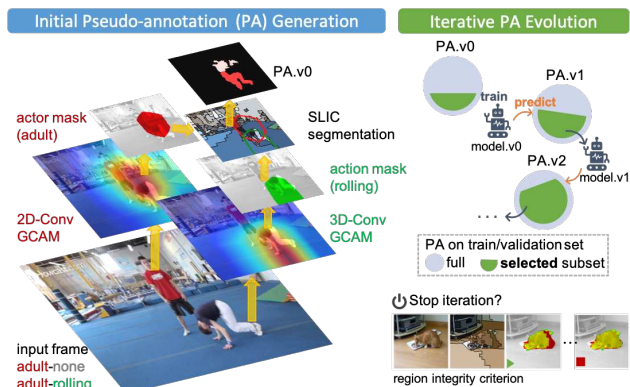 Initial Pseudo-annotation (PA) Generation
PA.v0
actor mask
(adult)
SLIC
segmentation
action mask
(rolling)
2D-Conv
GCAM
3D-Conv
GCAM
input frame
adult-none
adult-rolling
Iterative PA Evolution
PA.v0
PA.v1
train
predict
model.v0
PA.v2
model.v1
...
PA on train/validation set
full
selected subset
Stop iteration?
...
region integrity criterion